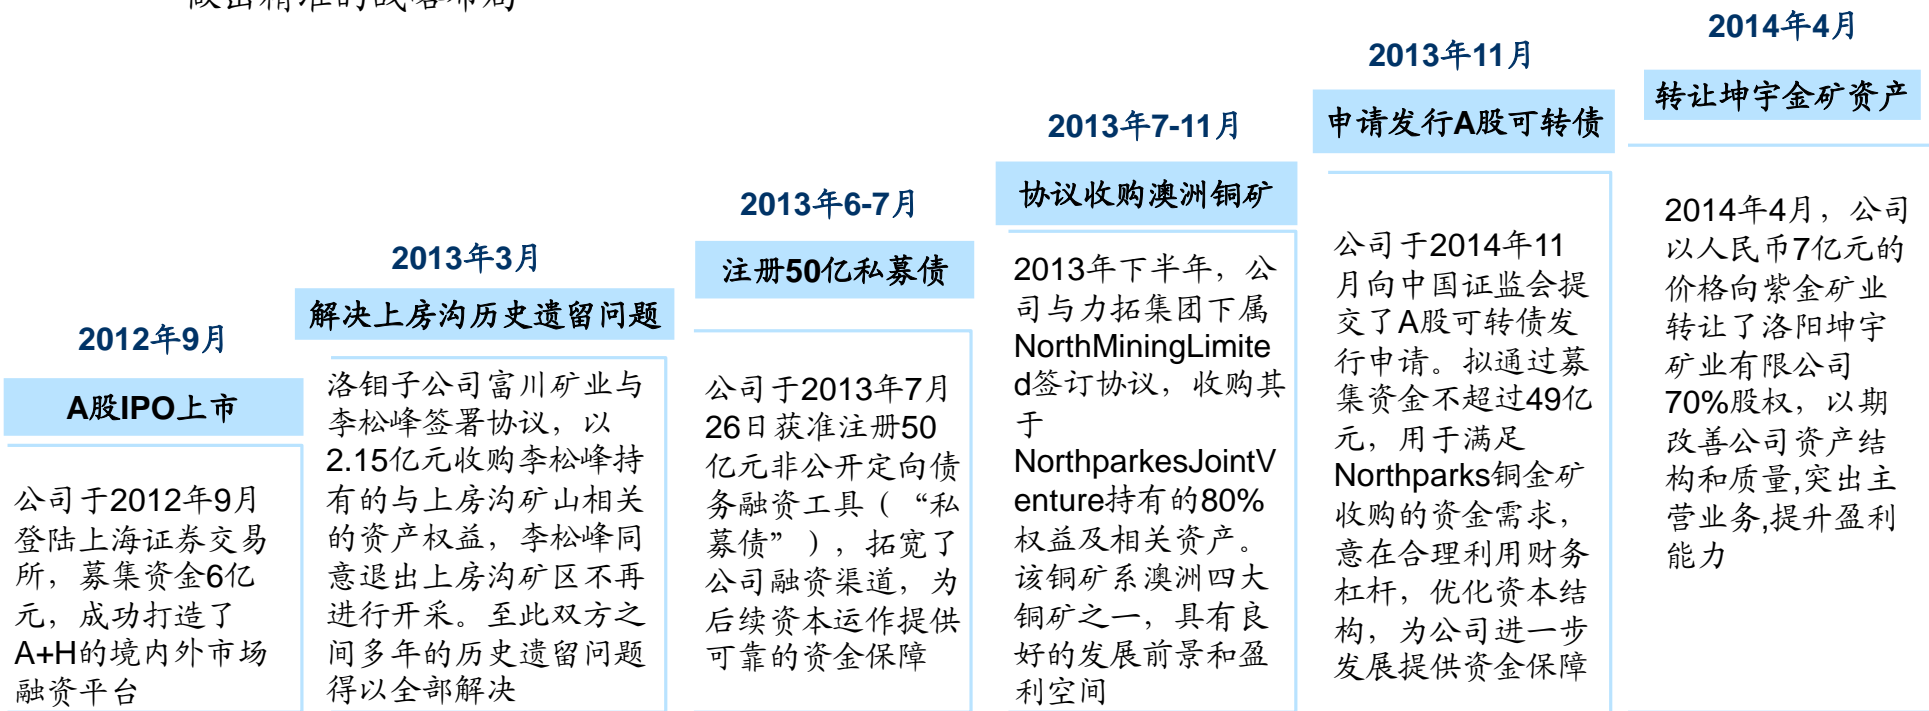 做出精准的战略布局
2012年9月
A股IPO上市
公司于2012年9月
登陆上海证券交易
所，募集资金6亿
元，成功打造了
A+H的境内外市场
融资平台
2013年3月
解决上房沟历史遗留问题
洛钼子公司富川矿业与
李松峰签署协议，以
2.15亿元收购李松峰持
有的与上房沟矿山相关
的资产权益，李松峰同
意退出上房沟矿区不再
进行开采。至此双方之
间多年的历史遗留问题
得以全部解决
2013年6-7月
注册50亿私募债
公司于2013年7月
26日获准注册50
亿元非公开定向债
务融资工具（“私
募债”），拓宽了
公司融资渠道，为
后续资本运作提供
可靠的资金保障
2013年7-11月
协议收购澳洲铜矿
2013年下半年，公
司与力拓集团下属
NorthMiningLimite
d签订协议，收购其
于
NorthparkesJointV
enture持有的80%
权益及相关资产。
该铜矿系澳洲四大
铜矿之一，具有良
好的发展前景和盈
利空间
2013年11月
申请发行A股可转债
公司于2014年11
月向中国证监会提
交了A股可转债发
行申请。拟通过募
集资金不超过49亿
元，用于满足
Northparks铜金矿
收购的资金需求，
意在合理利用财务
杠杆，优化资本结
构，为公司进一步
发展提供资金保障
2014年4月
转让坤宇金矿资产
2014年4月，公司
以人民币7亿元的
价格向紫金矿业
转让了洛阳坤宇
矿业有限公司
70%股权，以期
改善公司资产结
构和质量,突出主
营业务,提升盈利
能力